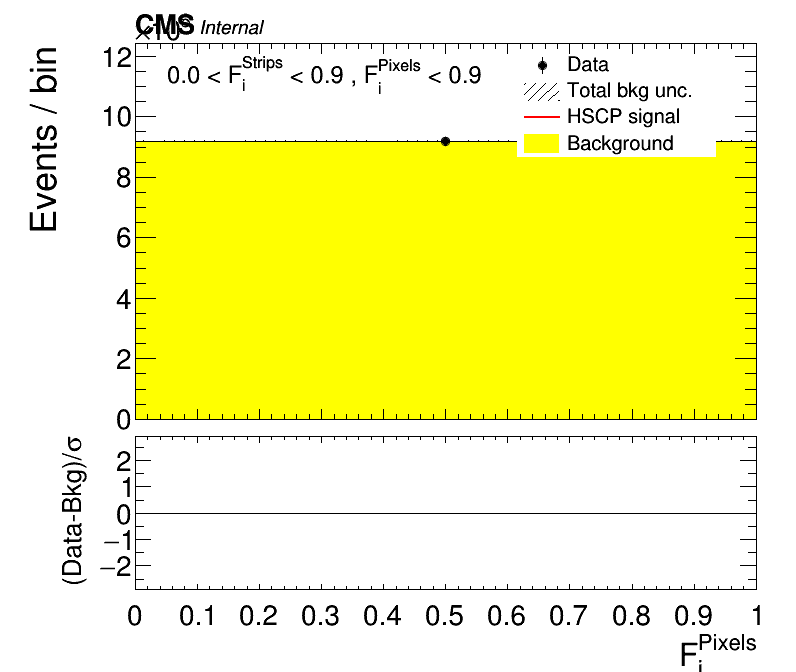 CMS Internal
0.0 < F_i^Strips < 0.9 , F_i^Pixels < 0.9
Data
Total bkg unc.
HSCP signal
Background
Events / bin
12
10
8
6
4
2
0
(Data-Bkg)/σ
2
1
0
−1
−2
0 0.1 0.2 0.3 0.4 0.5 0.6 0.7 0.8 0.9 1
F_i^Pixels